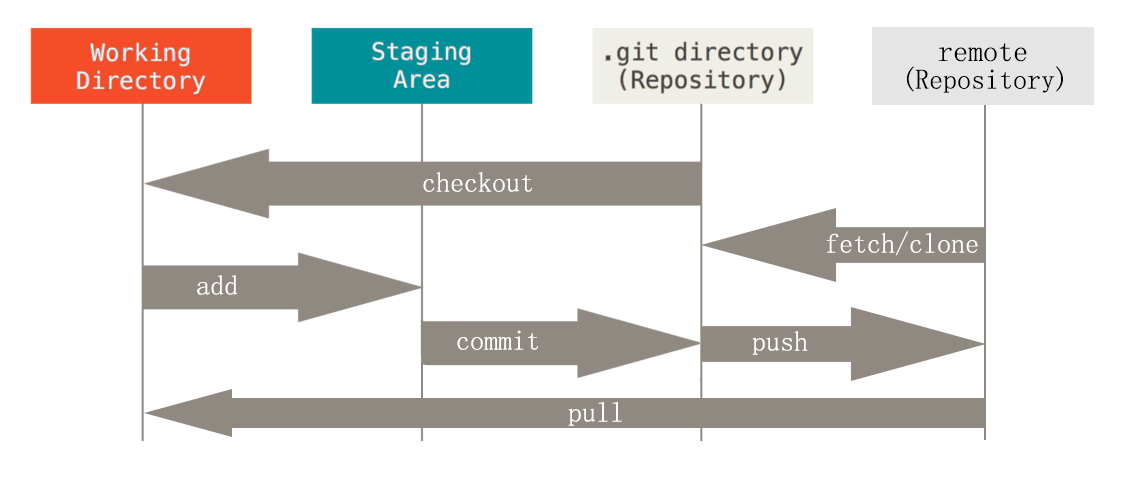 Working
Directory
Staging
Area
.git directory
(Repository)
remote
(Repository)
checkout
fetch/clone
add
commit
push
pull